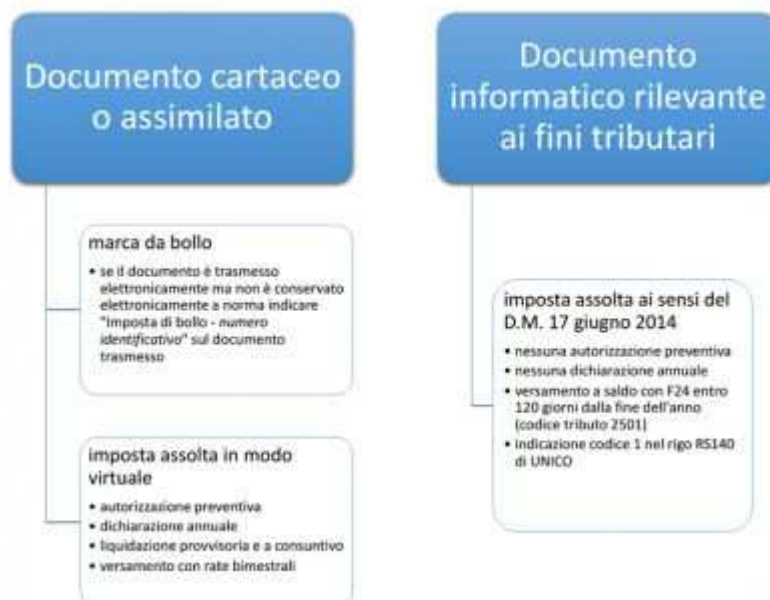 Documento cartaceo
o assimilato
marca da bollo
• se il documento è trasmesso
elettronicamente ma non è conservato
elettronicamente a norma indicare
"Imposta di bollo - numero
identificativo" sul documento
trasmesso
imposta assolta in modo
virtuale
• autorizzazione preventiva
• dichiarazione annuale
• liquidazione provvisoria e a consuntivo
• versamento con rate bimestrali
Documento
informatico rilevante
ai fini tributari
imposta assolta ai sensi del
D.M. 17 giugno 2014
• nessuna autorizzazione preventiva
• nessuna dichiarazione annuale
• versamento a saldo con F24 entro
120 giorni dalla fine dell'anno
(codice tributo 2501)
• indicazione codice 1 nel rigo RS140
di UNICO